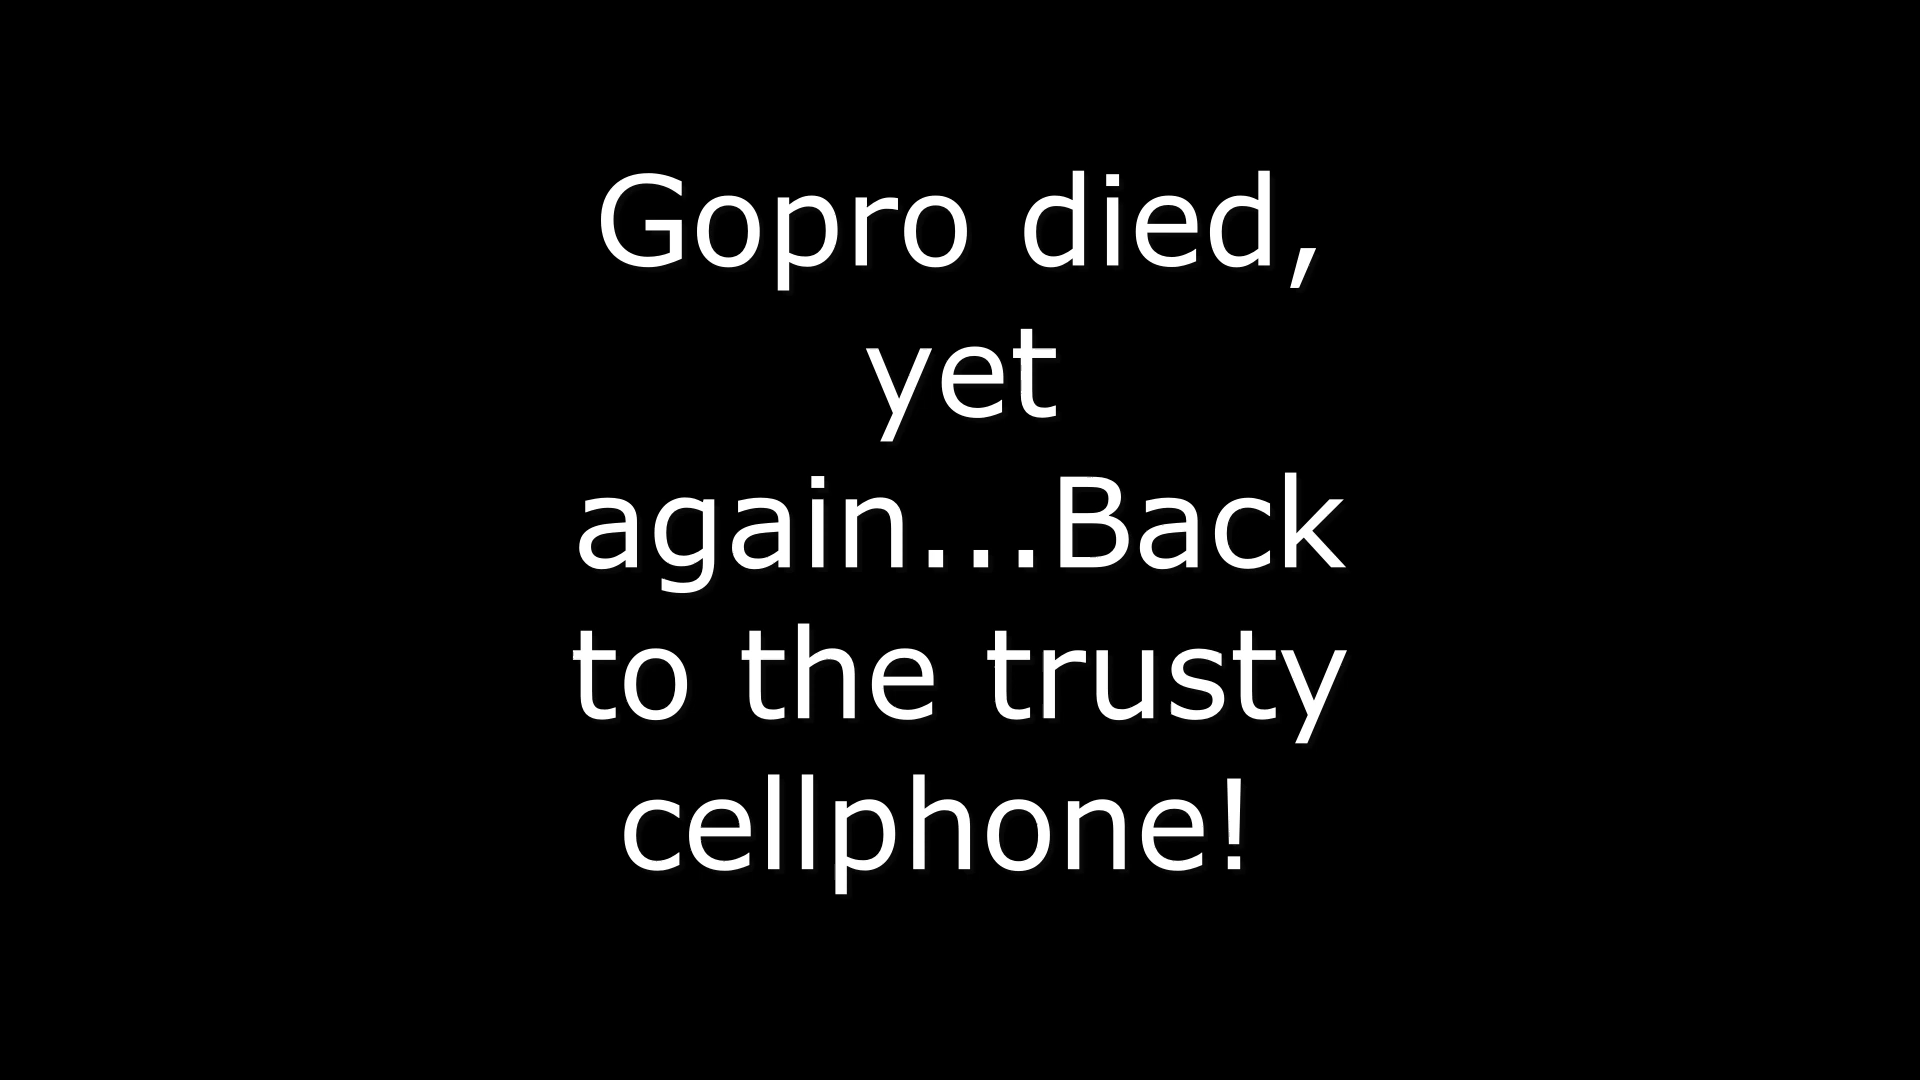 Gopro died,
yet
again...Back
to the trusty
cellphone!